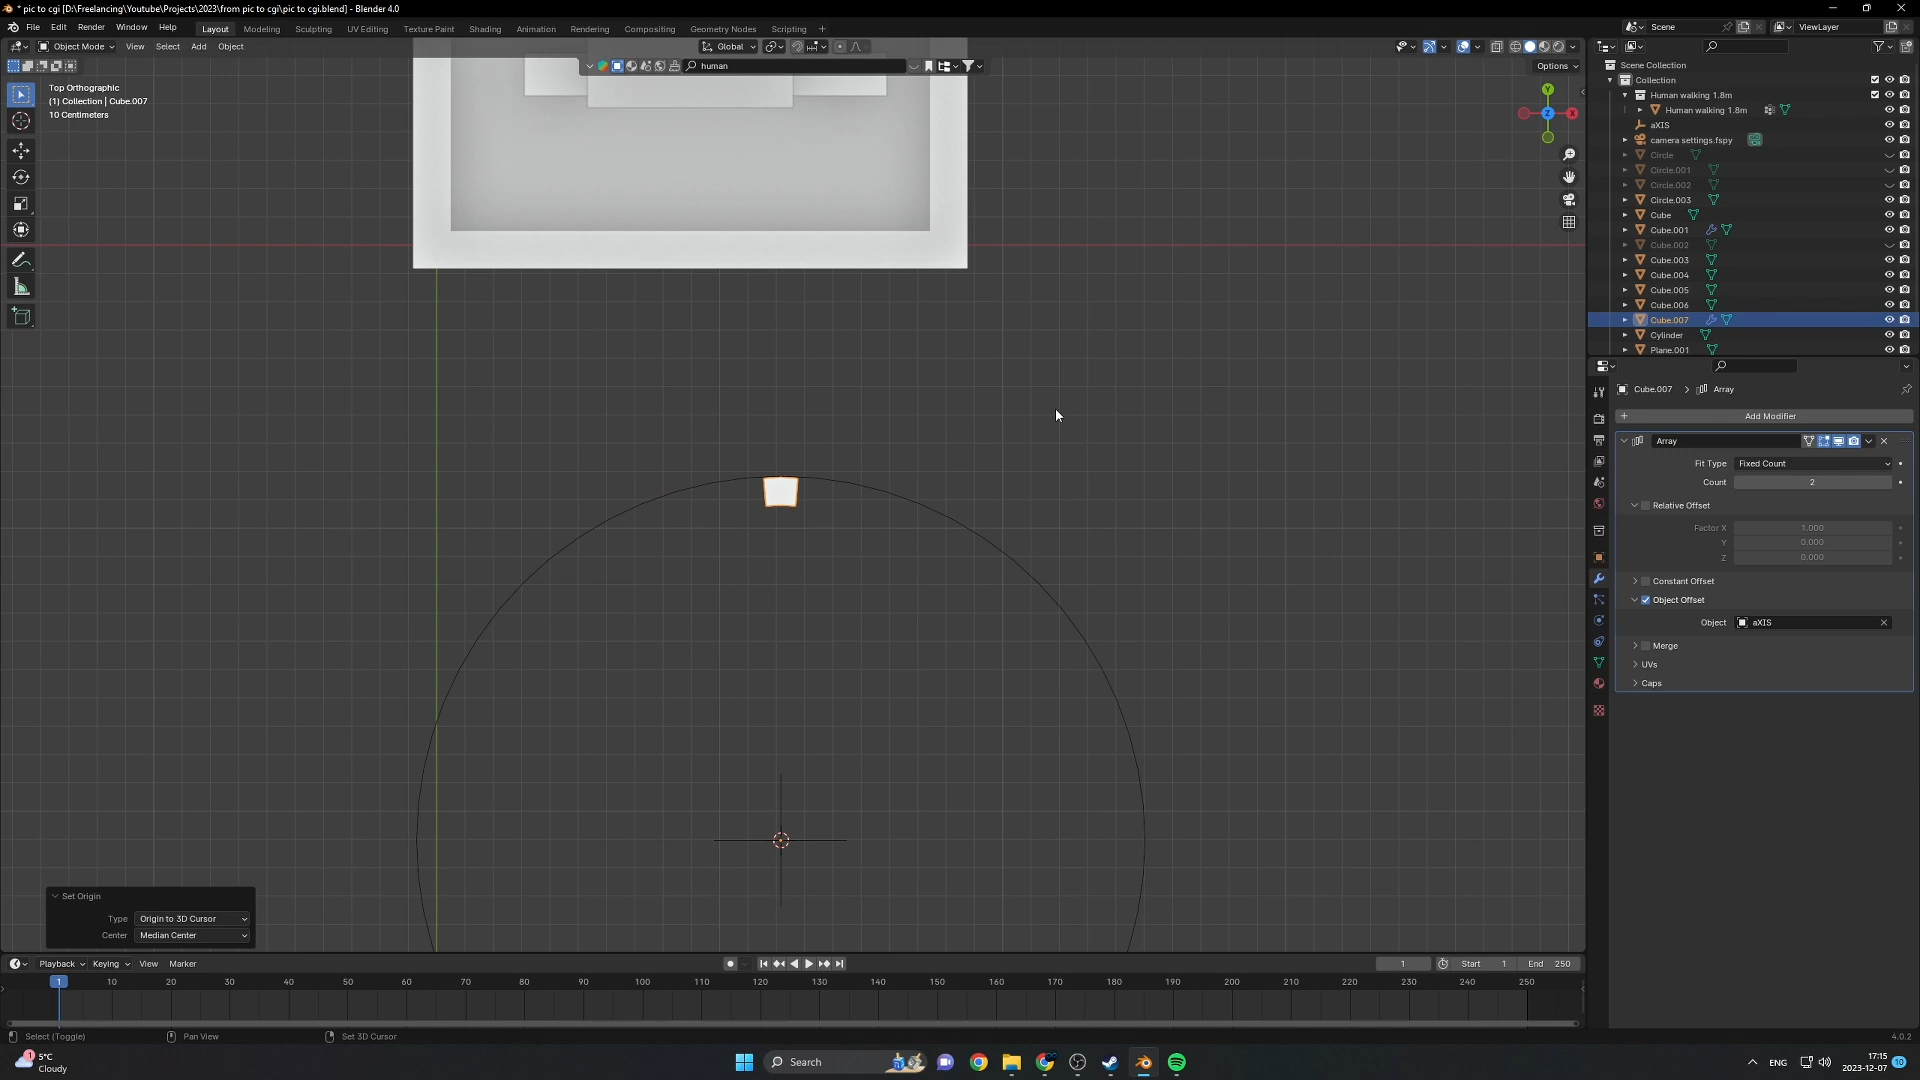 * pic to cgi [D:\Freelancing\Youtube\Projects\2023\from pic to cgi\pic to cgi.blend] - Blender 4.0
File Edit Render Window Help Layout Modeling Sculpting UV Editing Texture Paint Shading Animation Rendering Compositing Geometry Nodes Scripting + Scene ViewLayer
Object Mode View Select Add Object Global
human Options
Top Orthographic
(1) Collection | Cube.007
10 Centimeters
Y
Z
X
Scene Collection
Collection
Human walking 1.8m
Human walking 1.8m
aXIS
camera settings.fspy
Circle
Circle.001
Circle.002
Circle.003
Cube
Cube.001
Cube.002
Cube.003
Cube.004
Cube.005
Cube.006
Cube.007
Cylinder
Plane.001
Cube.007 > Array
+ Add Modifier
Array
Fit Type Fixed Count
Count 2
Relative Offset
Factor X 1.000
Y 0.000
Z 0.000
Constant Offset
Object Offset
Object aXIS
Merge
UVs
Caps
Set Origin
Type Origin to 3D Cursor
Center Median Center
Playback Keying View Marker 1 Start 1 End 250
1 10 20 30 40 50 60 70 80 90 100 110 120 130 140 150 160 170 180 190 200 210 220 230 240 250
Select (Toggle) Pan View Set 3D Cursor 4.0.2
1 5°C
Cloudy
Search
ENG
17:15
2023-12-07
10